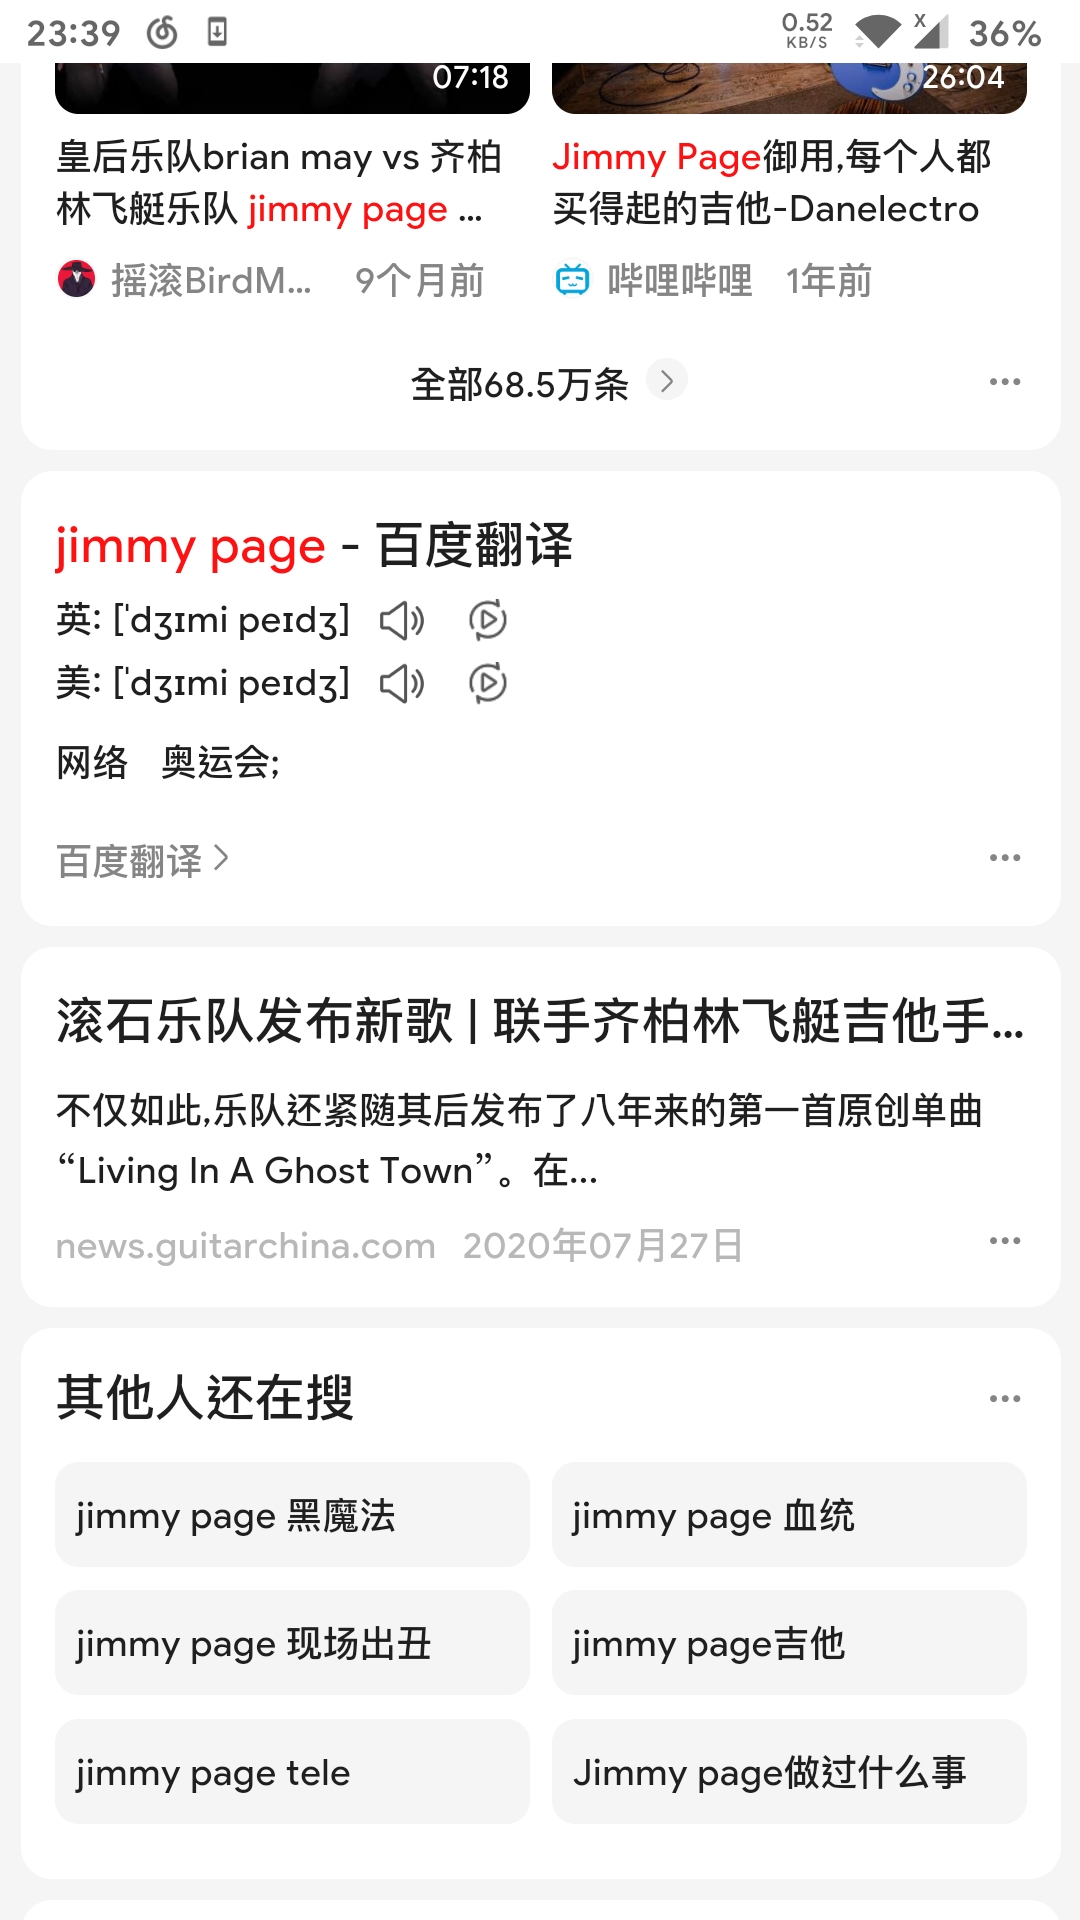 23:39
0.52
KB/S
X
36%
07:18
26:04
皇后乐队brian may vs 齐柏
林飞艇乐队 jimmy page ...
Jimmy Page御用,每个人都
买得起的吉他-Danelectro
摇滚BirdM... 9个月前
哔哩哔哩 1年前
全部68.5万条
jimmy page - 百度翻译
英: [ˈdʒɪmi peɪdʒ]
美: [ˈdʒɪmi peɪdʒ]
网络 奥运会;
百度翻译
滚石乐队发布新歌 | 联手齐柏林飞艇吉他手...
不仅如此,乐队还紧随其后发布了八年来的第一首原创单曲
“Living In A Ghost Town”。在...
news.guitarchina.com 2020年07月27日
其他人还在搜
jimmy page 黑魔法
jimmy page 血统
jimmy page 现场出丑
jimmy page吉他
jimmy page tele
Jimmy page做过什么事